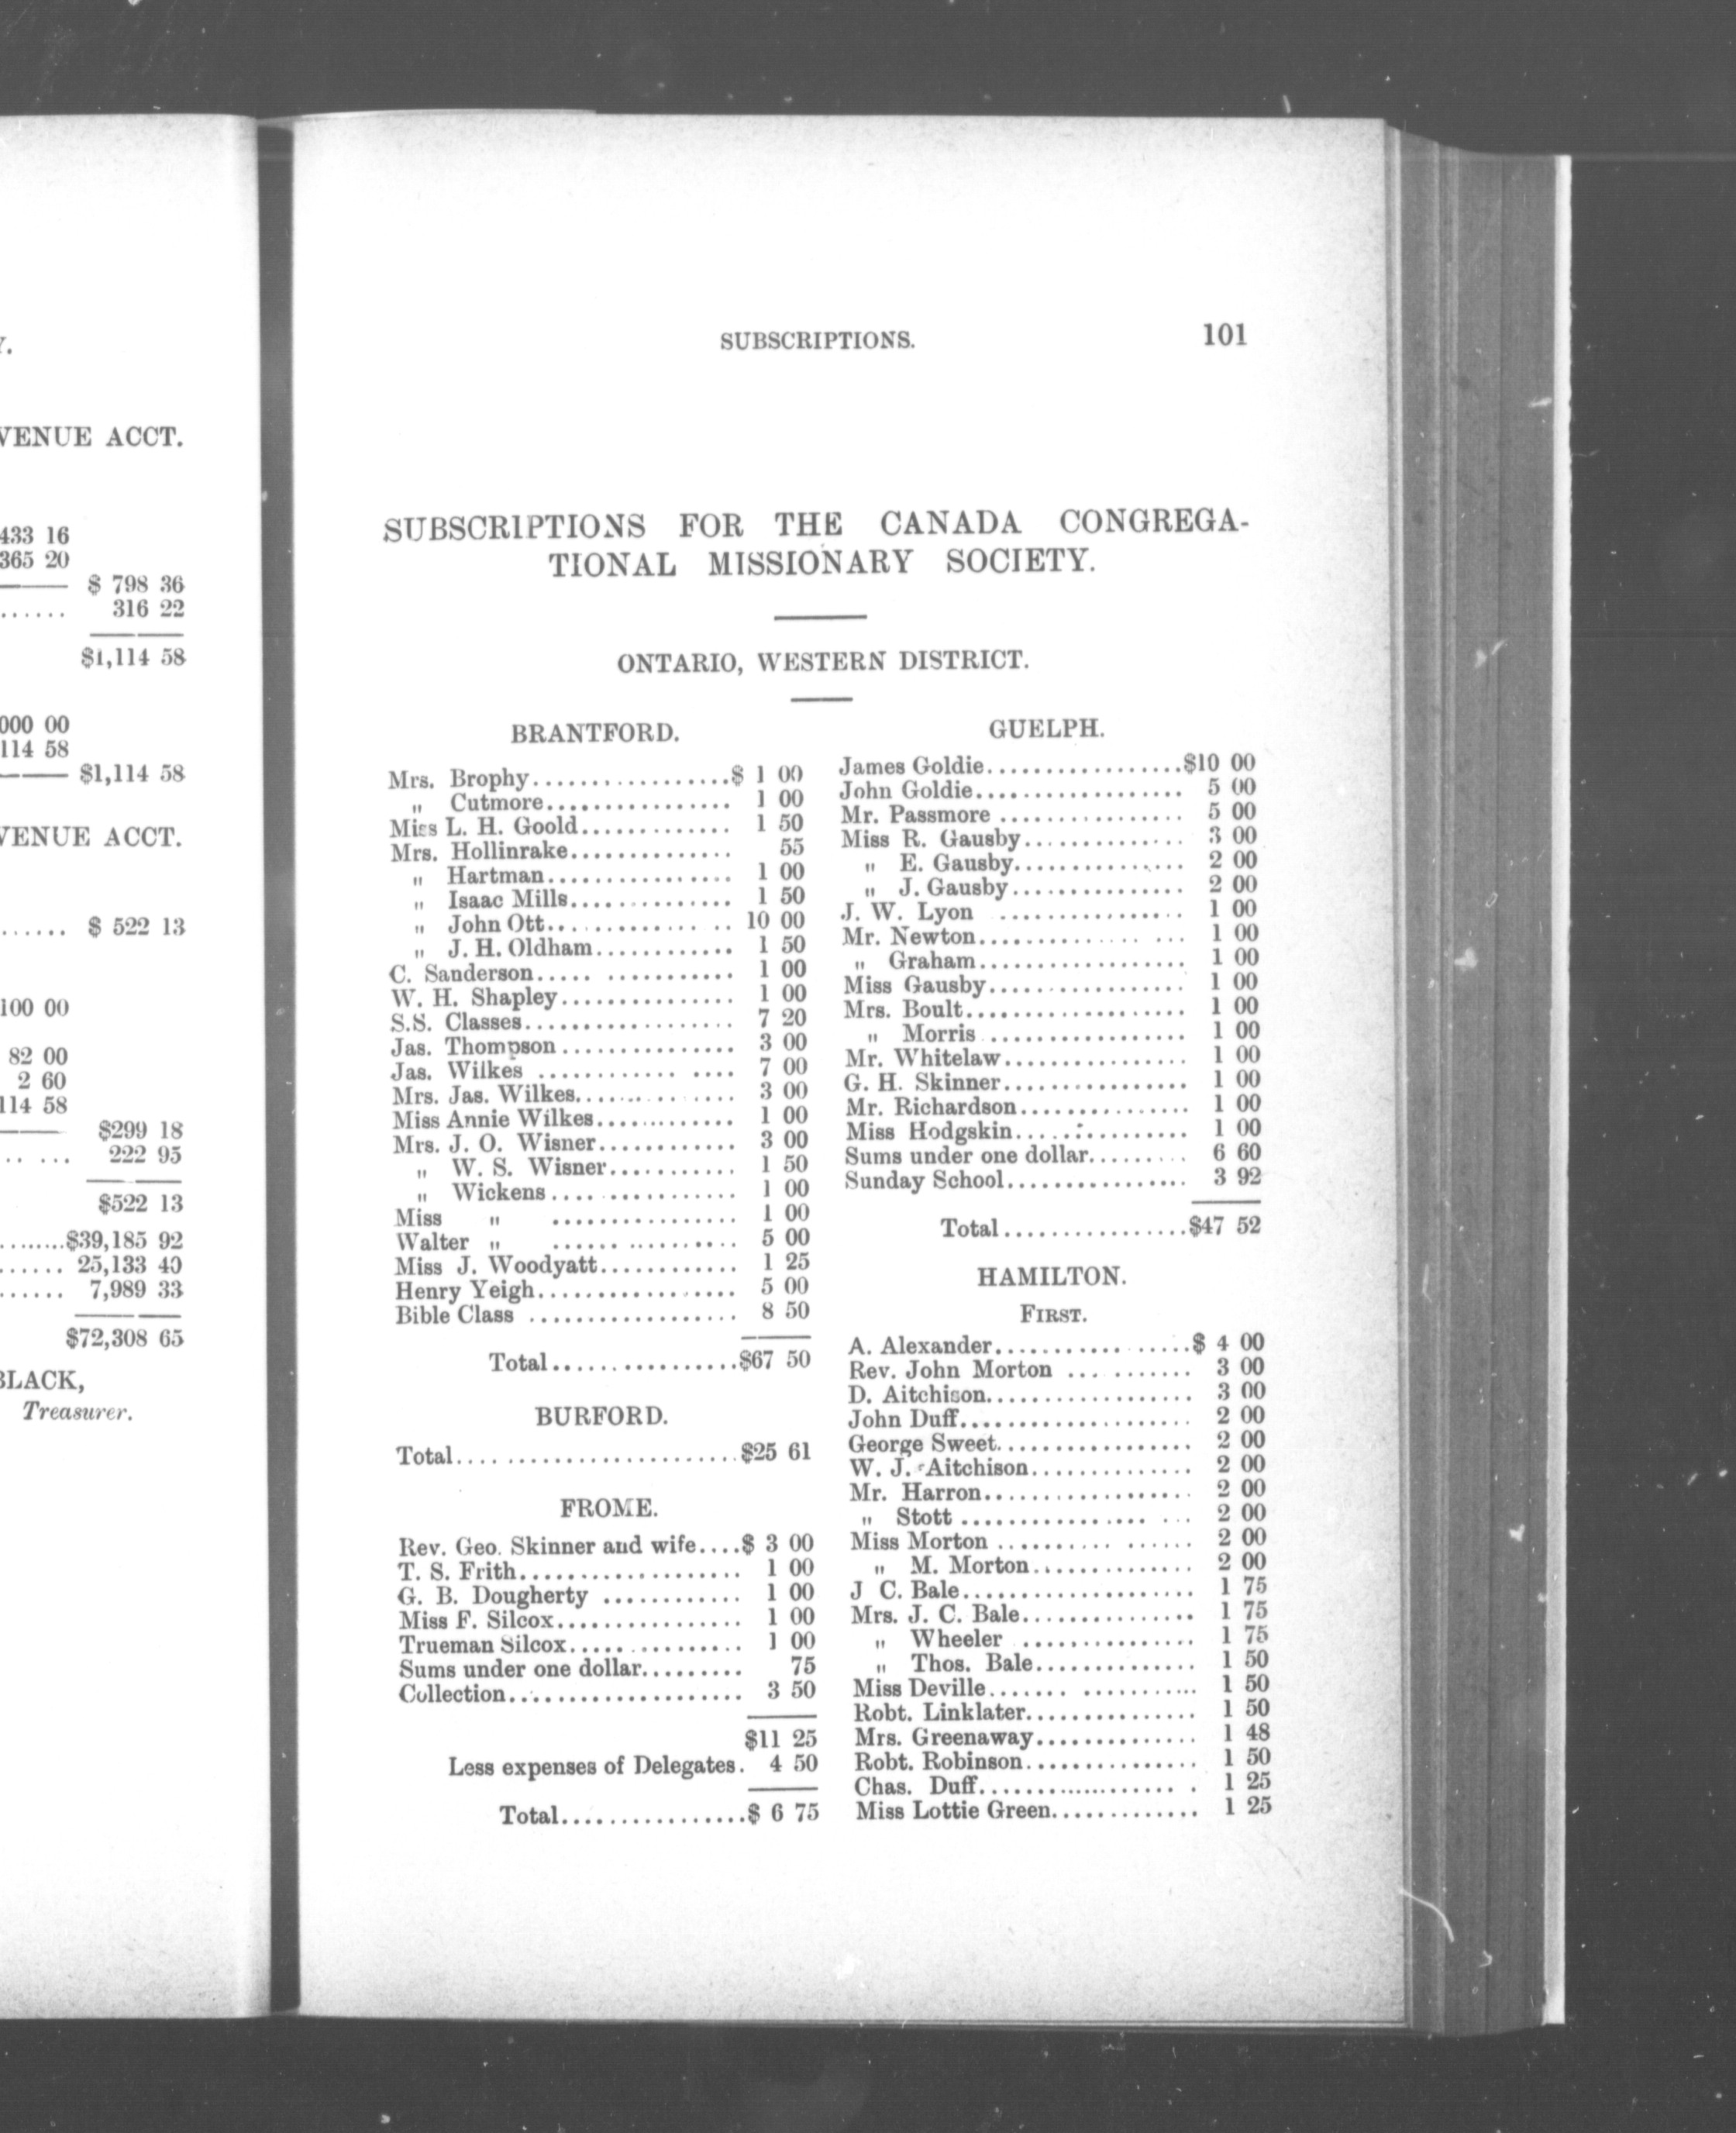 Y.
VENUE ACCT.
433 16
365 20
$ 798 36
...... 316 22
$1,114 58
000 00
114 58
$1,114 58
VENUE ACCT.
...... $ 522 13
100 00
82 00
2 60
114 58
$299 18
.. ... 222 95
$522 13
........$39,185 92
...... 25,133 40
...... 7,989 33
$72,308 65
BLACK,
Treasurer.
SUBSCRIPTIONS. 101
SUBSCRIPTIONS FOR THE CANADA CONGREGA-
TIONAL MISSIONARY SOCIETY.
ONTARIO, WESTERN DISTRICT.
BRANTFORD.
Mrs. Brophy.................$ 1 00
" Cutmore................ 1 00
Miss L. H. Goold............. 1 50
Mrs. Hollinrake.............. 55
" Hartman................ 1 00
" Isaac Mills.............. 1 50
" John Ott................ 10 00
" J. H. Oldham............ 1 50
C. Sanderson..... ........... 1 00
W. H. Shapley............... 1 00
S.S. Classes.................. 7 20
Jas. Thompson............... 3 00
Jas. Wilkes ............ .... 7 00
Mrs. Jas. Wilkes............. 3 00
Miss Annie Wilkes............ 1 00
Mrs. J. O. Wisner............ 3 00
" W. S. Wisner........... 1 50
" Wickens................ 1 00
Miss " ................ 1 00
Walter " ...... .......... 5 00
Miss J. Woodyatt............ 1 25
Henry Yeigh................. 5 00
Bible Class ................. 8 50
Total................$67 50
BURFORD.
Total.......................$25 61
FROME.
Rev. Geo. Skinner and wife....$ 3 00
T. S. Frith................... 1 00
G. B. Dougherty ............ 1 00
Miss F. Silcox................ 1 00
Trueman Silcox............... 1 00
Sums under one dollar......... 75
Collection.................... 3 50
$11 25
Less expenses of Delegates. 4 50
Total................$ 6 75
GUELPH.
James Goldie.................$10 00
John Goldie.................. 5 00
Mr. Passmore ................ 5 00
Miss R. Gausby.............. 3 00
" E. Gausby............... 2 00
" J. Gausby............... 2 00
J. W. Lyon ................ 1 00
Mr. Newton.............. ... 1 00
" Graham.................. 1 00
Miss Gausby................. 1 00
Mrs. Boult................... 1 00
" Morris ................. 1 00
Mr. Whitelaw................ 1 00
G. H. Skinner................ 1 00
Mr. Richardson............... 1 00
Miss Hodgskin............... 1 00
Sums under one dollar......... 6 60
Sunday School................ 3 92
Total................$47 52
HAMILTON.
FIRST.
A. Alexander........... ......$ 4 00
Rev. John Morton ... ....... 3 00
D. Aitchison.................. 3 00
John Duff.................... 2 00
George Sweet................. 2 00
W. J. Aitchison.............. 2 00
Mr. Harron.................. 2 00
" Stott ................ ... 2 00
Miss Morton .......... ...... 2 00
" M. Morton............. 2 00
J C. Bale.................... 1 75
Mrs. J. C. Bale............... 1 75
" Wheeler ............... 1 75
" Thos. Bale.............. 1 50
Miss Deville....... .......... 1 50
Robt. Linklater............... 1 50
Mrs. Greenaway.............. 1 48
Robt. Robinson............... 1 50
Chas. Duff................. . 1 25
Miss Lottie Green............. 1 25